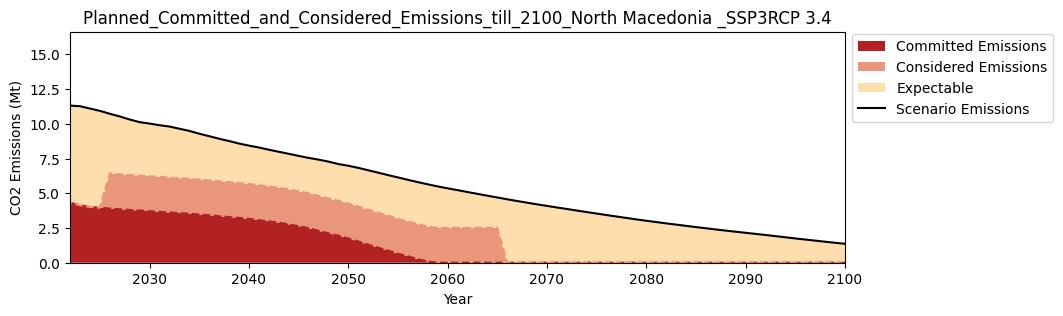 Planned_Committed_and_Considered_Emissions_till_2100_North Macedonia _SSP3RCP 3.4
CO2 Emissions (Mt)
15.0
12.5
10.0
7.5
5.0
2.5
0.0
2030 2040 2050 2060 2070 2080 2090 2100
Year
Committed Emissions
Considered Emissions
Expectable
Scenario Emissions